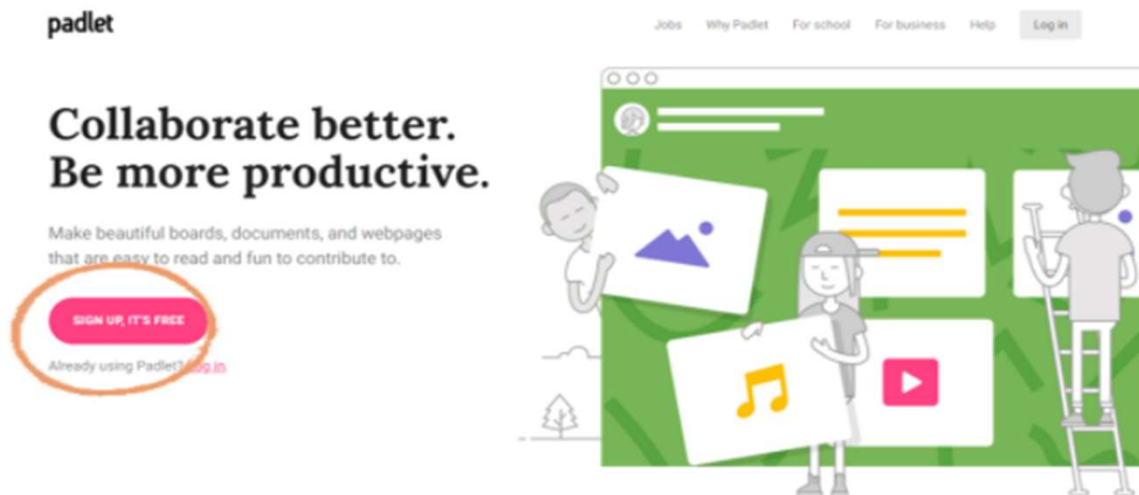 padlet
Jobs Why Padlet For school For business Help Log in
Collaborate better.
Be more productive.
Make beautiful boards, documents, and webpages
that are easy to read and fun to contribute to.
SIGN UP, IT'S FREE
Already using Padlet? Log in